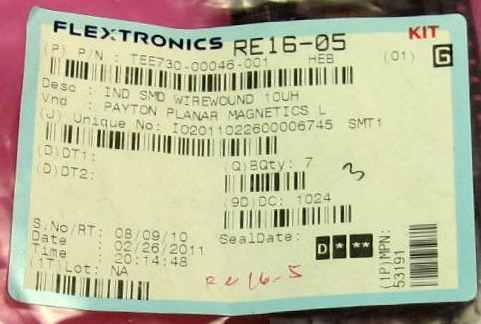 FLEXTRONICS RE16-05 KIT
(P) P/N : TEE730-00046-001 HEB (01) G
Desc : IND SMD WIREWOUND 10UH
Vnd : PAYTON PLANAR MAGNETICS L
(J) Unique No: IO2011022600006745 SMT1
(D)DT1:
(Q)BQty: 7 3
(D)DT2:
(9D)DC: 1024
S.No/RT: 08/09/10
SealDate: D * **
Date : 02/26/2011
Time : 20:14:48
(1T)Lot: NA
RE 16-5
(1P)MPN:
53191